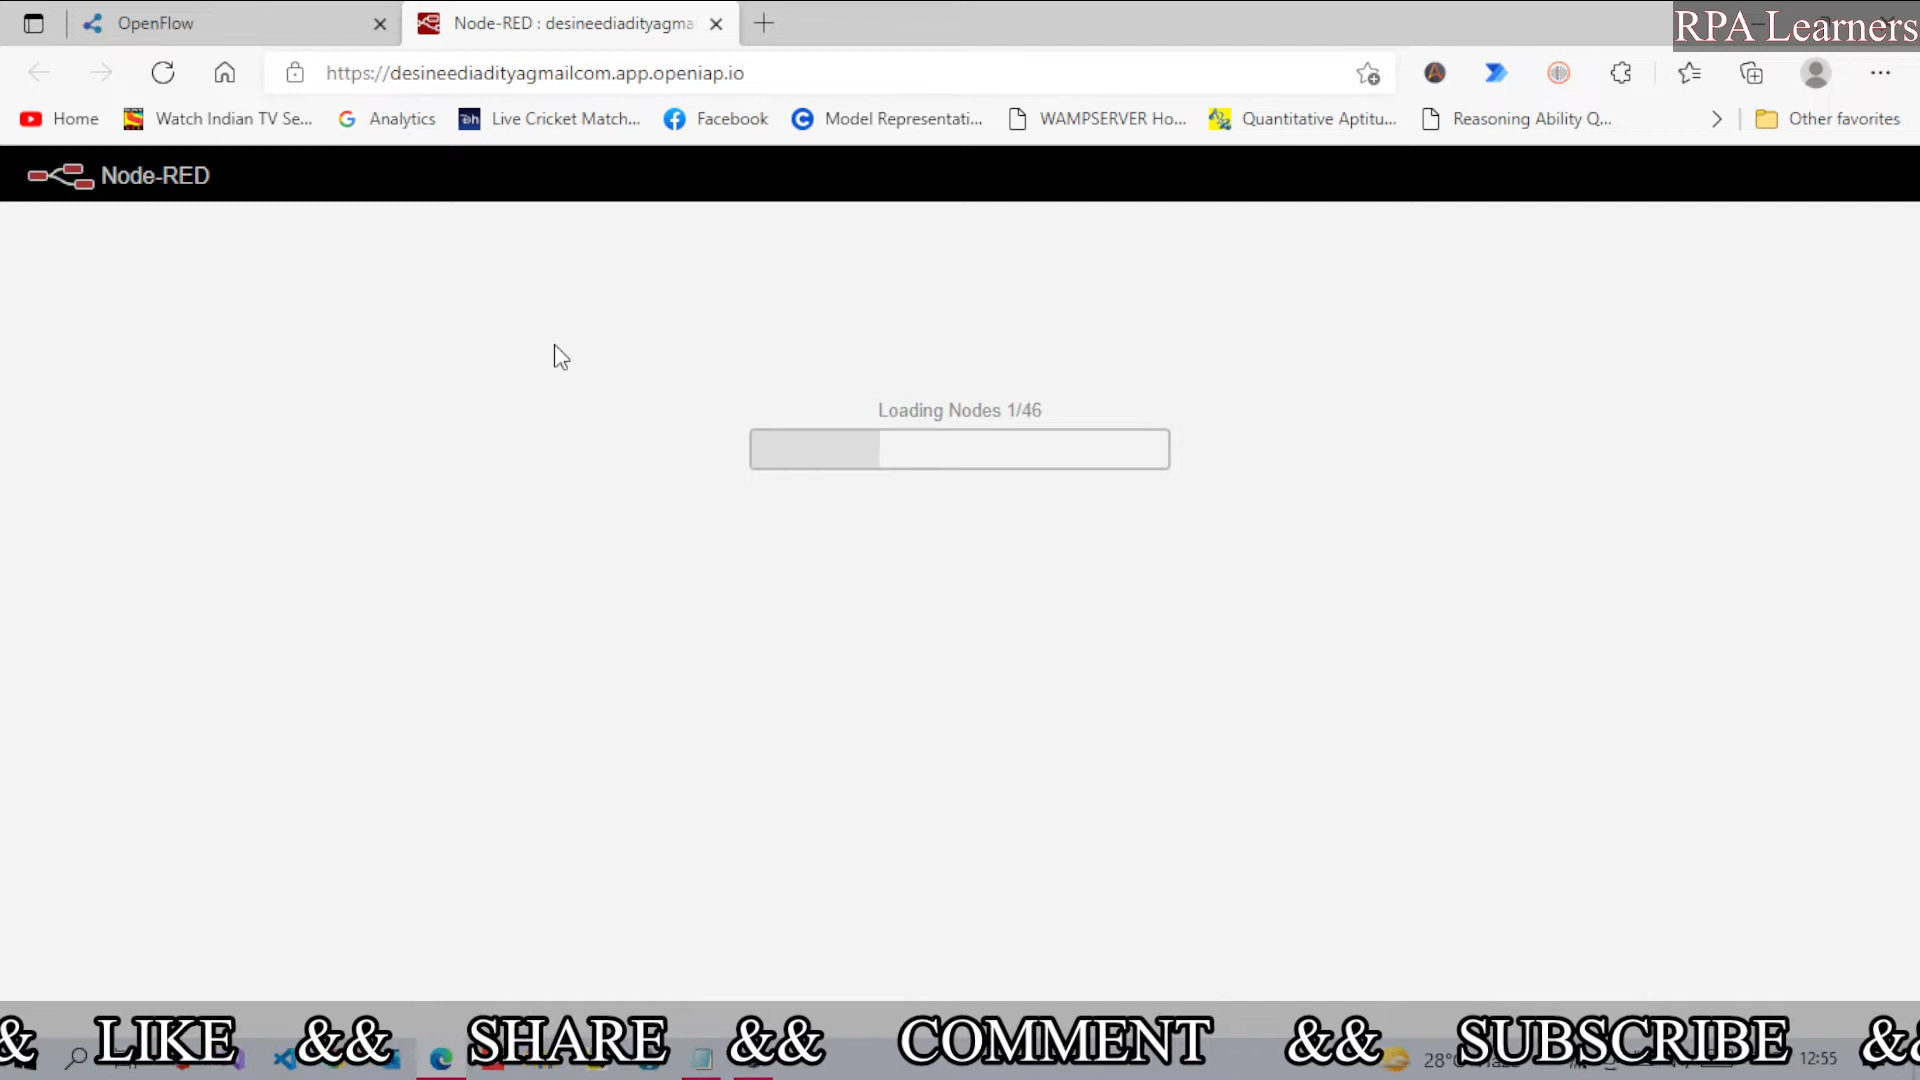 OpenFlow
Node-RED : desineediadityagma
RPA Learners
https://desineediadityagmailcom.app.openiap.io
Home
Watch Indian TV Se...
Analytics
Live Cricket Match...
Facebook
Model Representati...
WAMPSERVER Ho...
Quantitative Aptitu...
Reasoning Ability Q...
Other favorites
Node-RED
Loading Nodes 1/46
& LIKE && SHARE && COMMENT && SUBSCRIBE &&
28°C
12:55